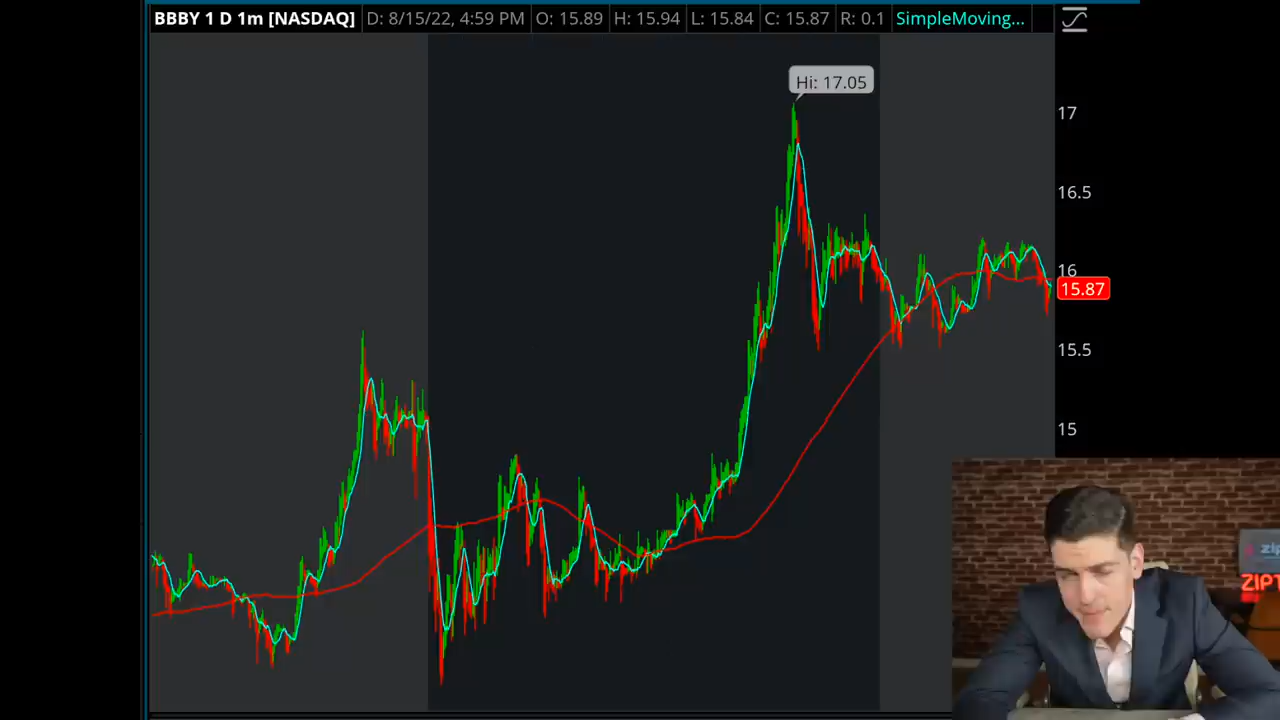 BBBY 1 D 1m [NASDAQ] D: 8/15/22, 4:59 PM O: 15.89 H: 15.94 L: 15.84 C: 15.87 R: 0.1 SimpleMoving...
Hi: 17.05
17
16.5
16
15.87
15.5
15
zip
ZIPT